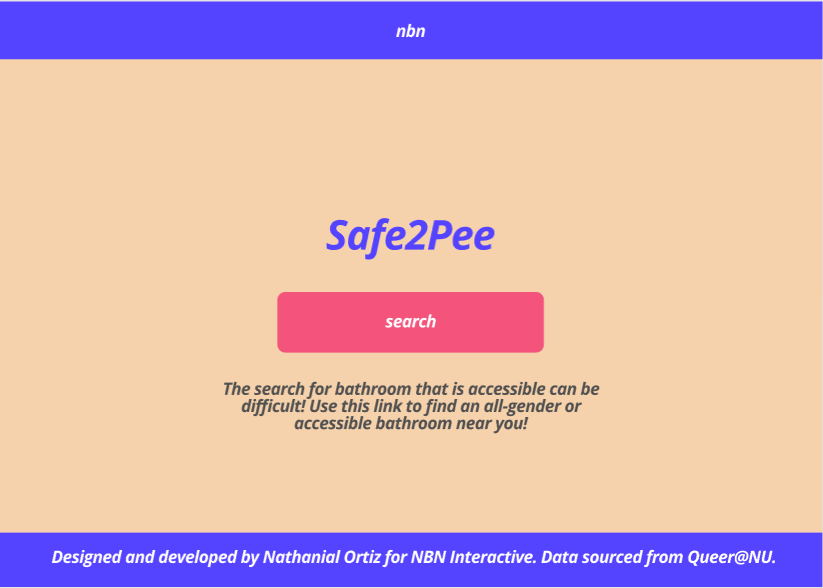 nbn
Safe2Pee
search
The search for bathroom that is accessible can be
difficult! Use this link to find an all-gender or
accessible bathroom near you!
Designed and developed by Nathanial Ortiz for NBN Interactive. Data sourced from Queer@NU.